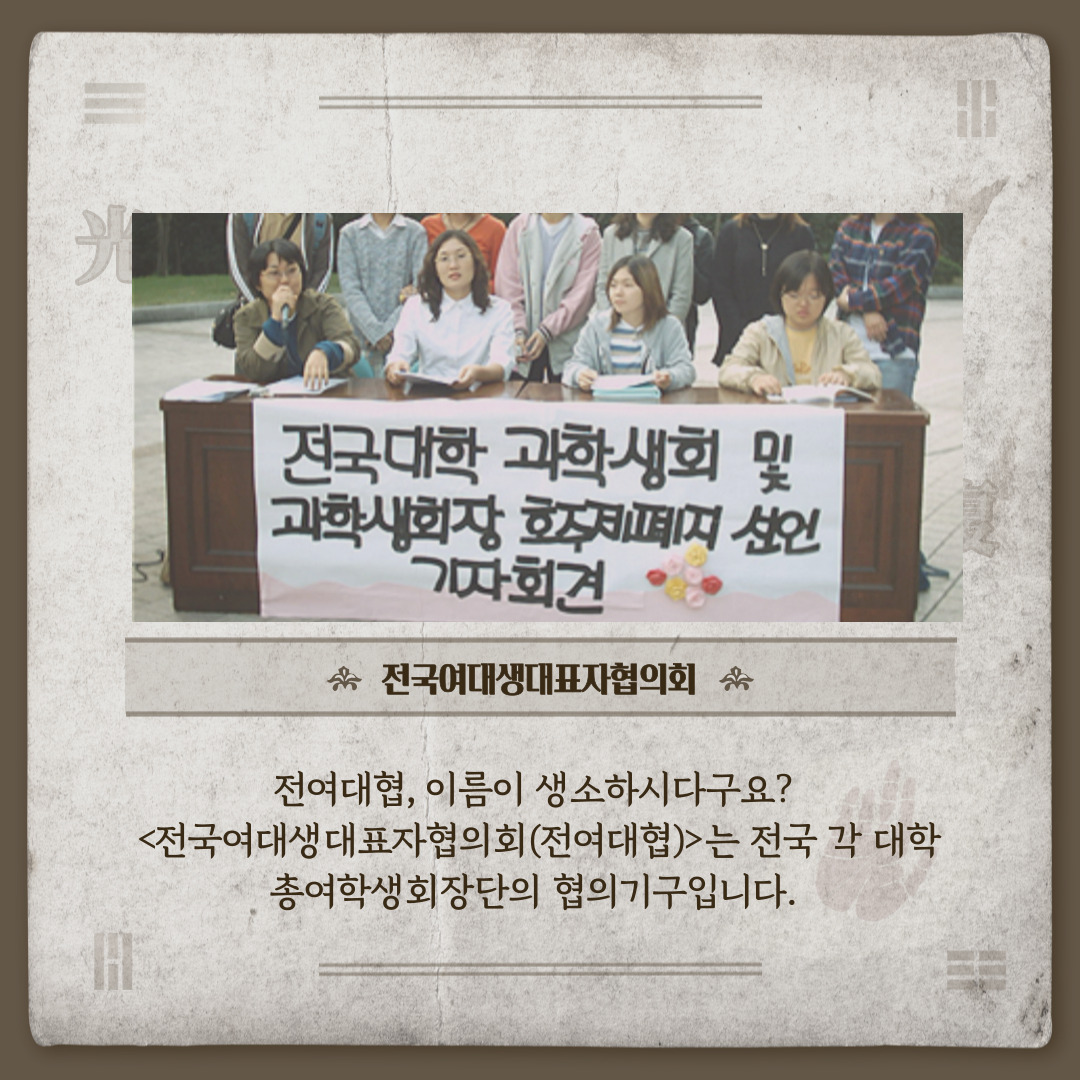 光
전국대학 과학생회 및
과학생회장 호주제폐지 선언
기자회견
전국여대생대표자협의회
전여대협, 이름이 생소하시다구요?
<전국여대생대표자협의회(전여대협)>는 전국 각 대학
총여학생회장단의 협의기구입니다.